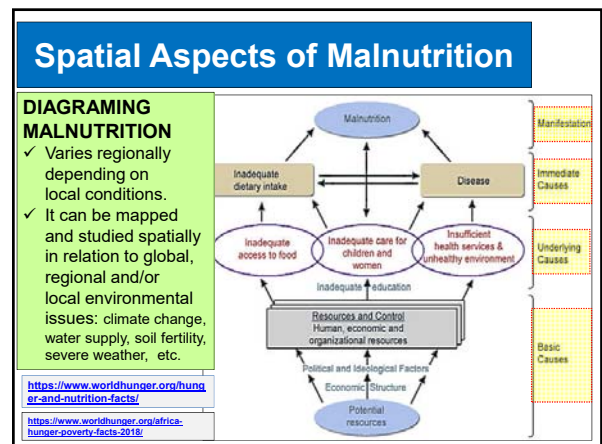 Spatial Aspects of Malnutrition
DIAGRAMING
MALNUTRITION
✓ Varies regionally
depending on
local conditions.
✓ It can be mapped
and studied spatially
in relation to global,
regional and/or
local environmental
issues: climate change,
water supply, soil fertility,
severe weather, etc.
https://www.worldhunger.org/hung
er-and-nutrition-facts/
https://www.worldhunger.org/africa-
hunger-poverty-facts-2018/
Malnutrition
Manifestation
Inadequate
dietary intake
Disease
Immediate
Causes
Inadequate
access to food
Inadequate care for
children and
women
Insufficient
health services &
unhealthy environment
Underlying
Causes
Inadequate education
Resources and Control
Human, economic and
organizational resources
Political and Ideological Factors
Economic Structure
Potential
resources
Basic
Causes